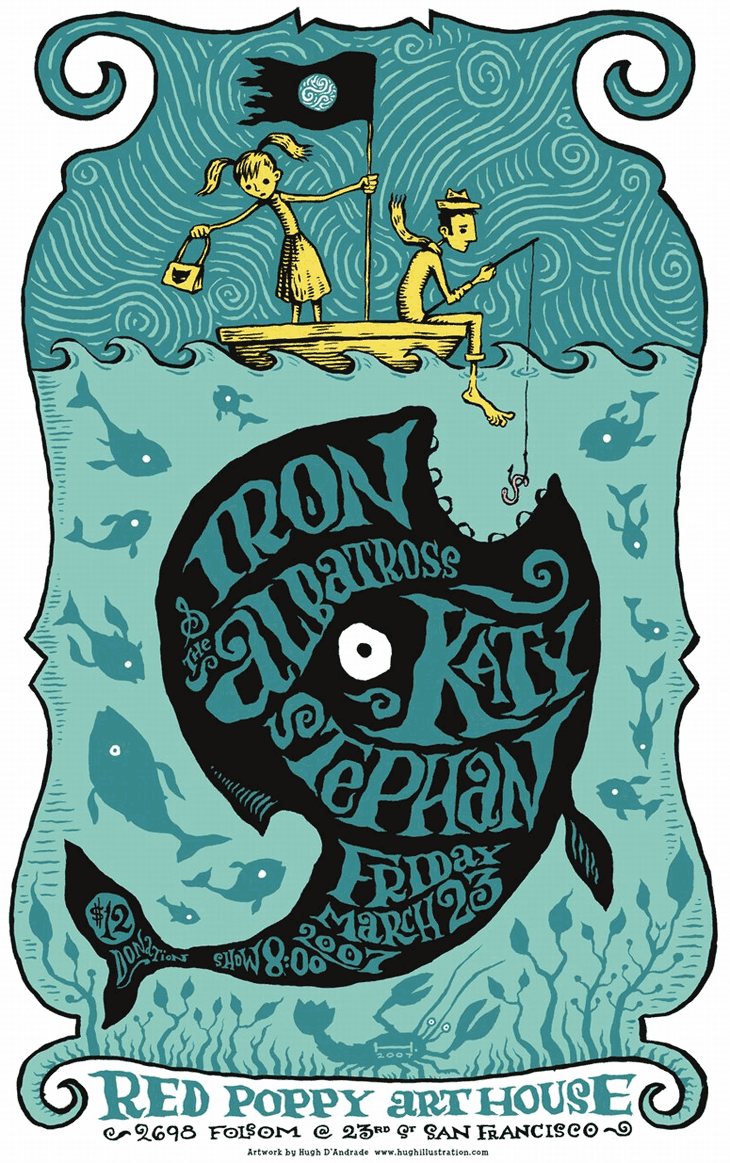 IRON
& THE
ALBATROSS
KATY
STEPHAN
FRIDAY
MARCH 23
2007
SHOW 8:00
$12
DONATION
2007
RED POPPY ART HOUSE
2698 FOLSOM @ 23RD ST SAN FRANCISCO
Artwork by Hugh D'Andrade www.hughillustration.com